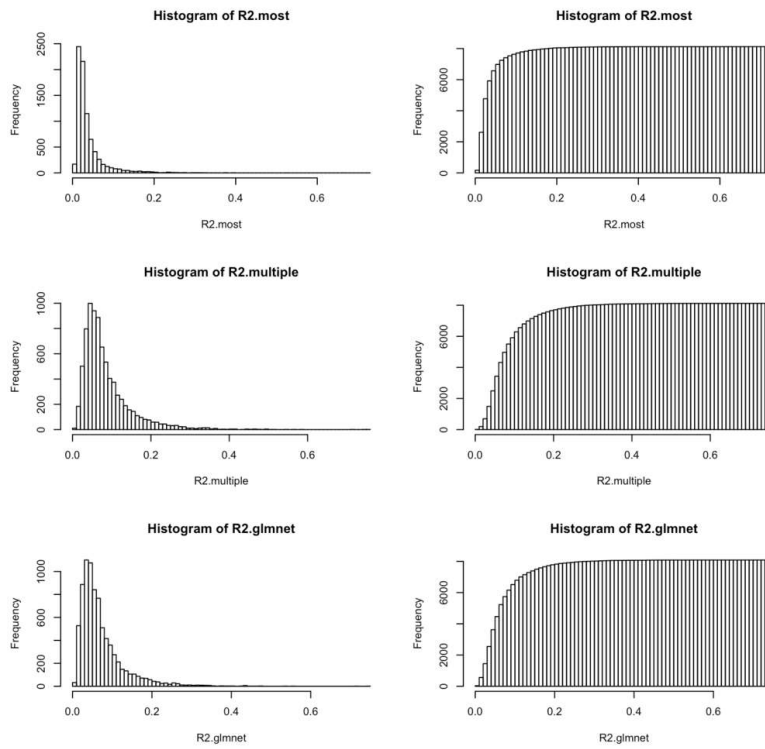 Histogram of R2.most
Frequency
0 500 1500 2500
0.0 0.2 0.4 0.6
R2.most
Histogram of R2.most
Frequency
0 2000 6000
0.0 0.2 0.4 0.6
R2.most
Histogram of R2.multiple
Frequency
0 200 600 1000
0.0 0.2 0.4 0.6
R2.multiple
Histogram of R2.multiple
Frequency
0 2000 6000
0.0 0.2 0.4 0.6
R2.multiple
Histogram of R2.glmnet
Frequency
0 200 600 1000
0.0 0.2 0.4 0.6
R2.glmnet
Histogram of R2.glmnet
Frequency
0 2000 6000
0.0 0.2 0.4 0.6
R2.glmnet